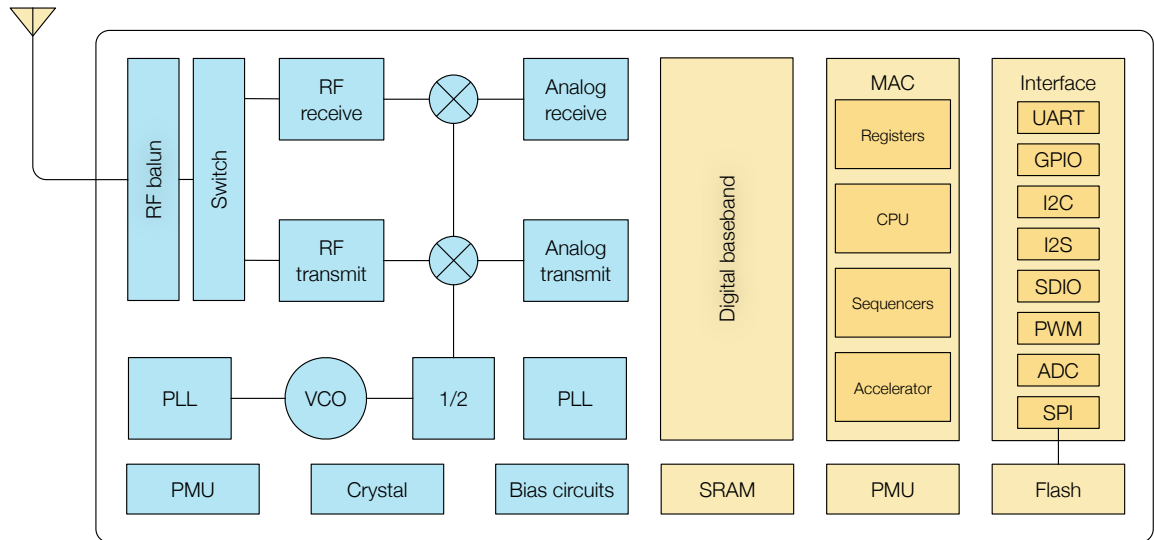 RF balun
Switch
RF
receive
Analog
receive
RF
transmit
Analog
transmit
PLL
VCO
1/2
PLL
PMU
Crystal
Bias circuits
Digital baseband
SRAM
MAC
Registers
CPU
Sequencers
Accelerator
PMU
Interface
UART
GPIO
I2C
I2S
SDIO
PWM
ADC
SPI
Flash